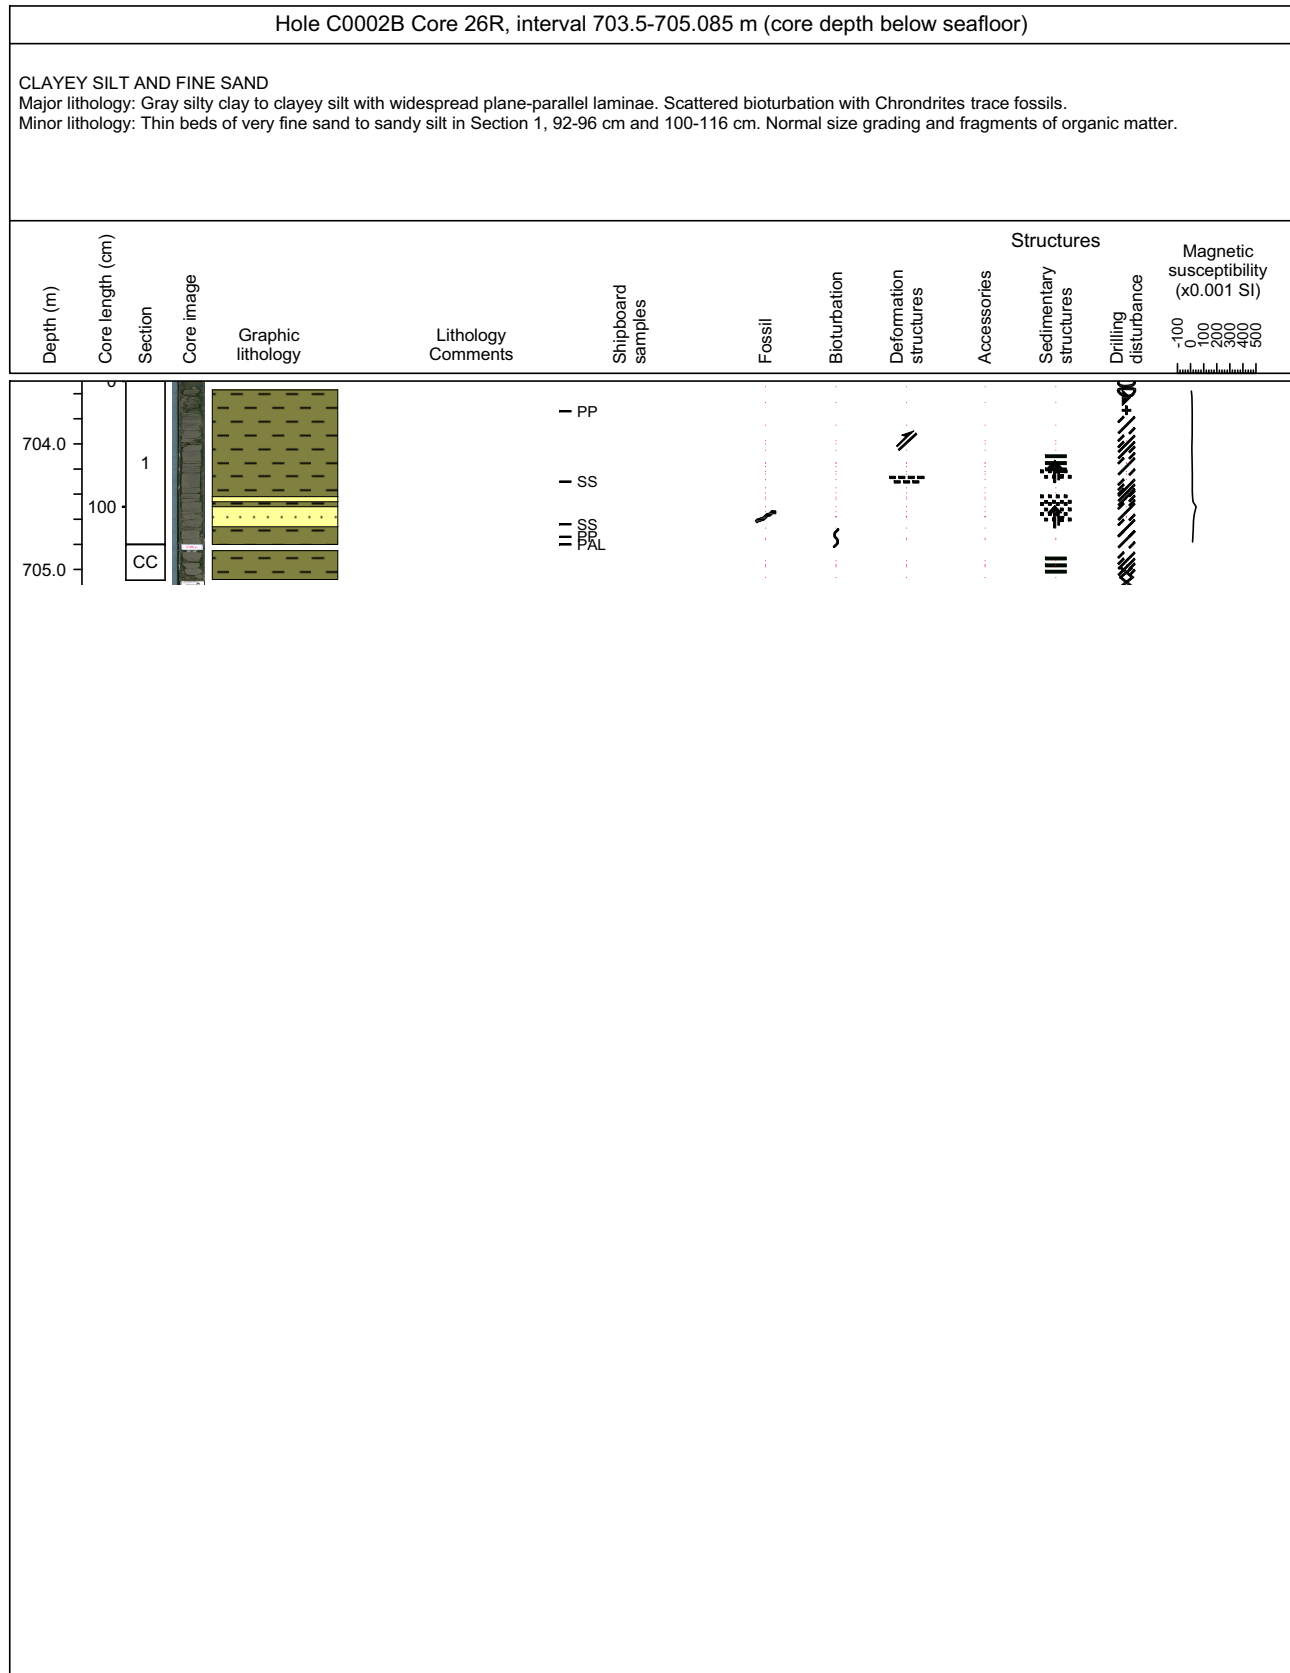 Hole C0002B Core 26R, interval 703.5-705.085 m (core depth below seafloor)
CLAYEY SILT AND FINE SAND
Major lithology: Gray silty clay to clayey silt with widespread plane-parallel laminae. Scattered bioturbation with Chrondrites trace fossils.
Minor lithology: Thin beds of very fine sand to sandy silt in Section 1, 92-96 cm and 100-116 cm. Normal size grading and fragments of organic matter.
Depth (m)
Core length (cm)
Section
Core image
Graphic
lithology
Lithology
Comments
Shipboard
samples
Fossil
Bioturbation
Deformation
structures
Accessories
Structures
Sedimentary
structures
Drilling
disturbance
Magnetic
susceptibility
(x0.001 SI)
-100
0
100
200
300
400
500
0
PP
704.0
1
SS
100
SS
PP
PAL
CC
705.0